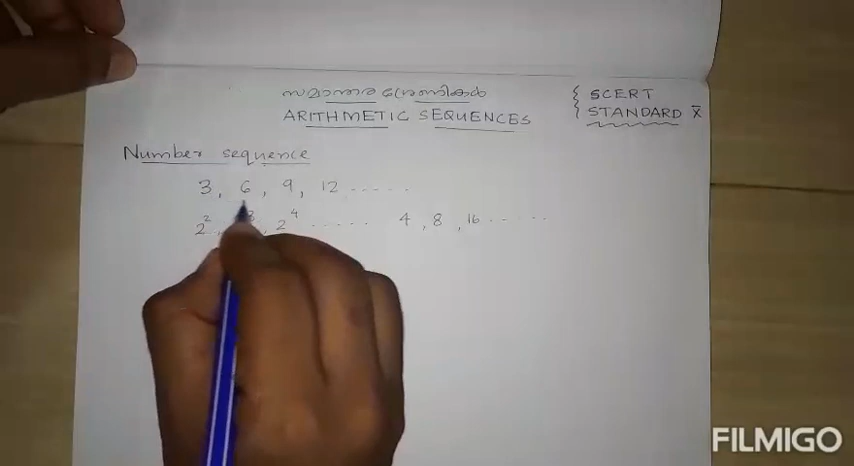 സമാന്തര ശ്രേണികൾ
ARITHMETIC SEQUENCES
{ SCERT
STANDARD X̄
Number sequence
3, 6, 9, 12 .....
2², ³, 2⁴ ..... 4, 8, 16 .....
FILMIGO